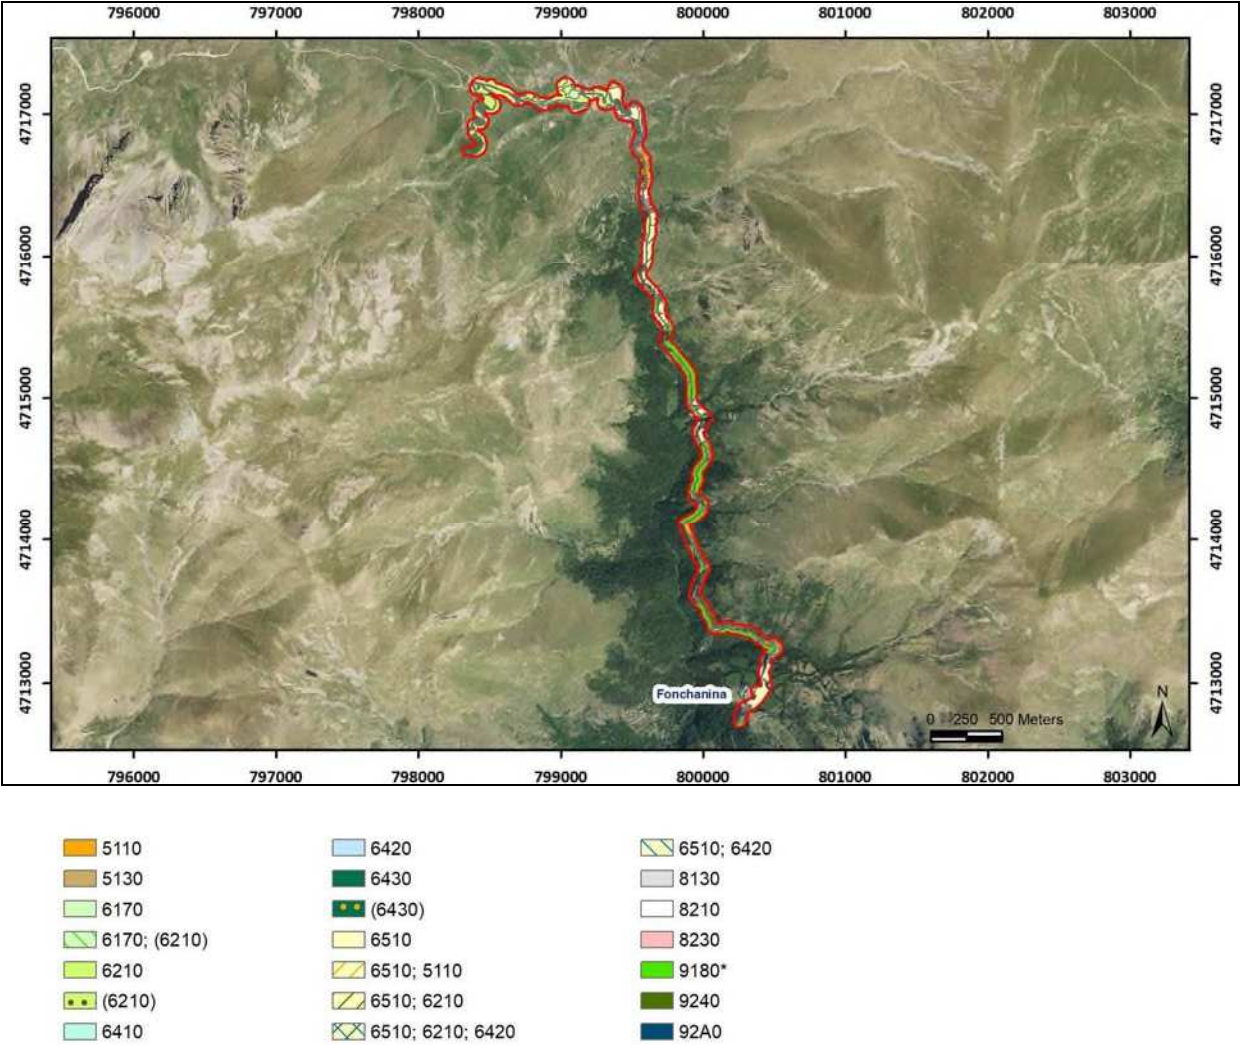 796000 797000 798000 799000 800000 801000 802000 803000
4717000 4717000
4716000 4716000
4715000 4715000
4714000 4714000
4713000 4713000
Fonchanina
N
0 250 500 Meters
796000 797000 798000 799000 800000 801000 802000 803000
5110 6420 6510; 6420
5130 6430 8130
6170 (6430) 8210
6170; (6210) 6510 8230
6210 6510; 5110 9180*
(6210) 6510; 6210 9240
6410 6510; 6210; 6420 92A0